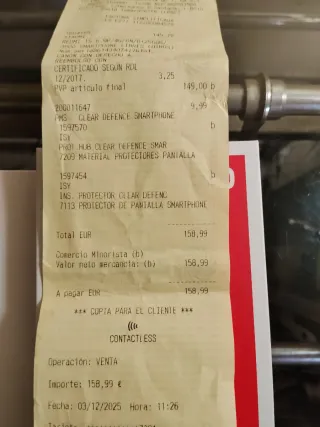 CERTIFICADO SEGUN RDL
12/2017. 3,25
PVP articulo final 149,00 b
200011647 9,99
PMS. CLEAR DEFENCE SMARTPHONE
1597570 b
ISY
PROT HUB CLEAR DEFENCE SMAR
7209 MATERIAL PROTECTORES PANTALLA
1597454 b
ISY
INS. PROTECTOR CLEAR DEFENC
7113 PROTECTOR DE PANTALLA SMARTPHONE
Total EUR 158,99
Comercio Minorista (b)
Valor neto mercancia: (b) 158,99
A pagar EUR 158,99
*** COPIA PARA EL CLIENTE ***
CONTACTLESS
Operación: VENTA
Importe: 158,99 €
Fecha: 03/12/2025 Hora: 11:26